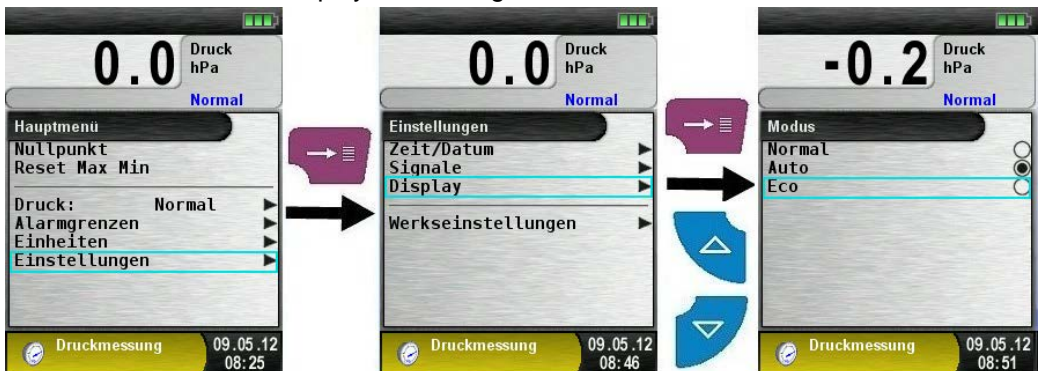 0.0 Druck
hPa
Normal
Hauptmenü
Nullpunkt
Reset Max Min
Druck: Normal
Alarmgrenzen
Einheiten
Einstellungen
Druckmessung 09.05.12
08:25
0.0 Druck
hPa
Normal
Einstellungen
Zeit/Datum
Signale
Display
Werkseinstellungen
Druckmessung 09.05.12
08:46
-0.2 Druck
hPa
Normal
Modus
Normal
Auto
Eco
Druckmessung 09.05.12
08:51